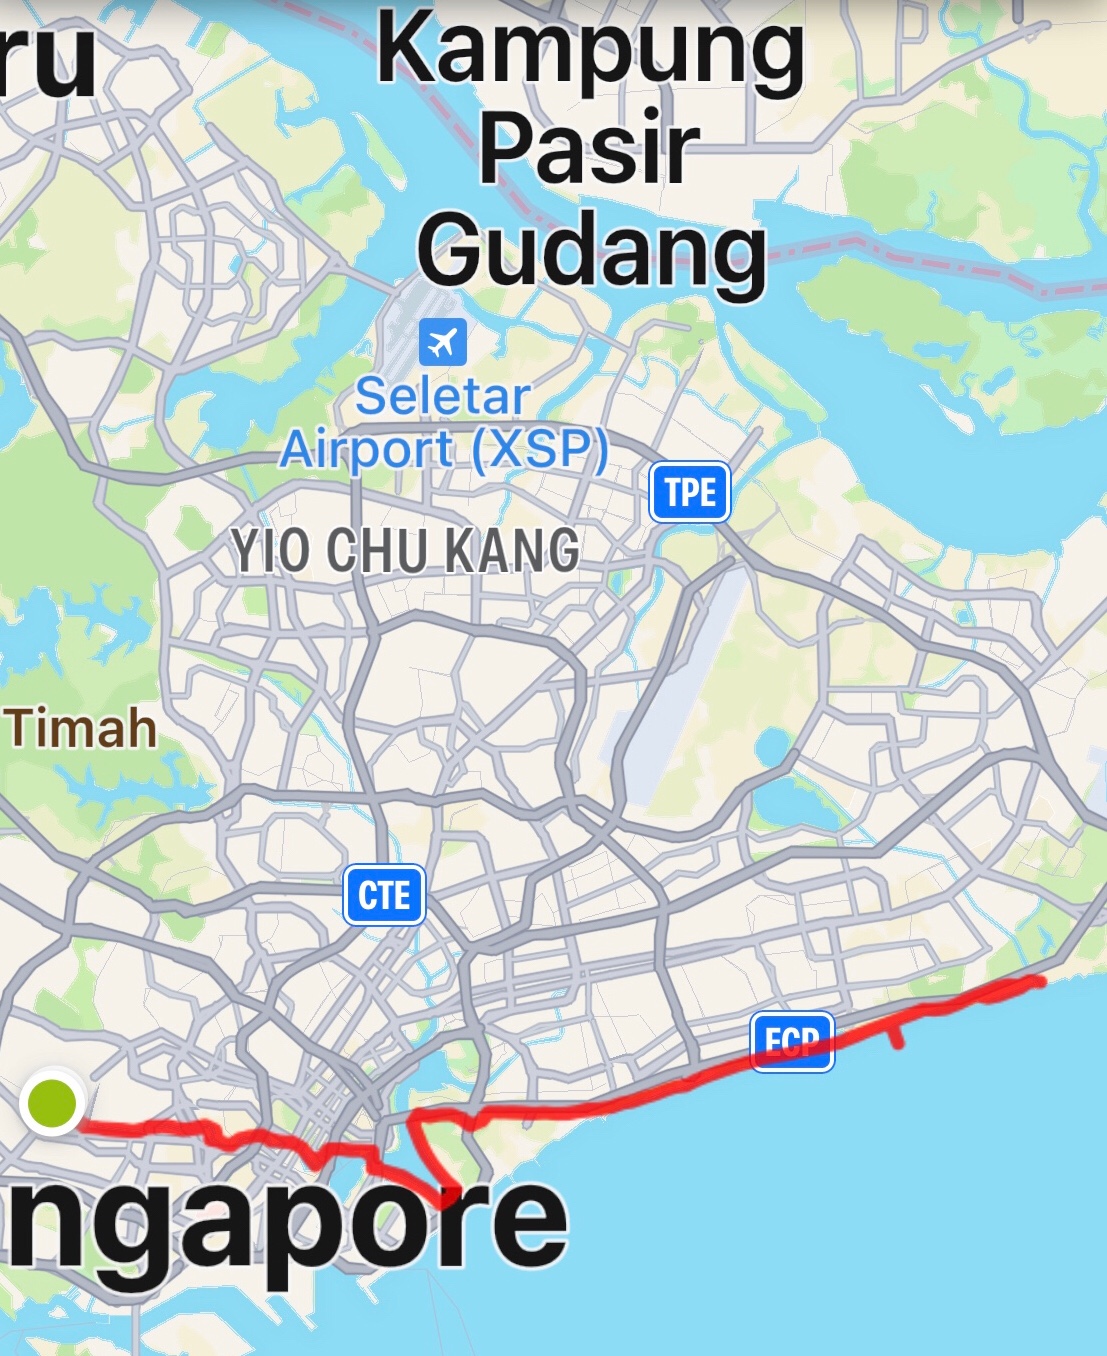 ru
Kampung
Pasir
Gudang
Seletar
Airport (XSP)
TPE
YIO CHU KANG
Timah
CTE
ECP
ngapore